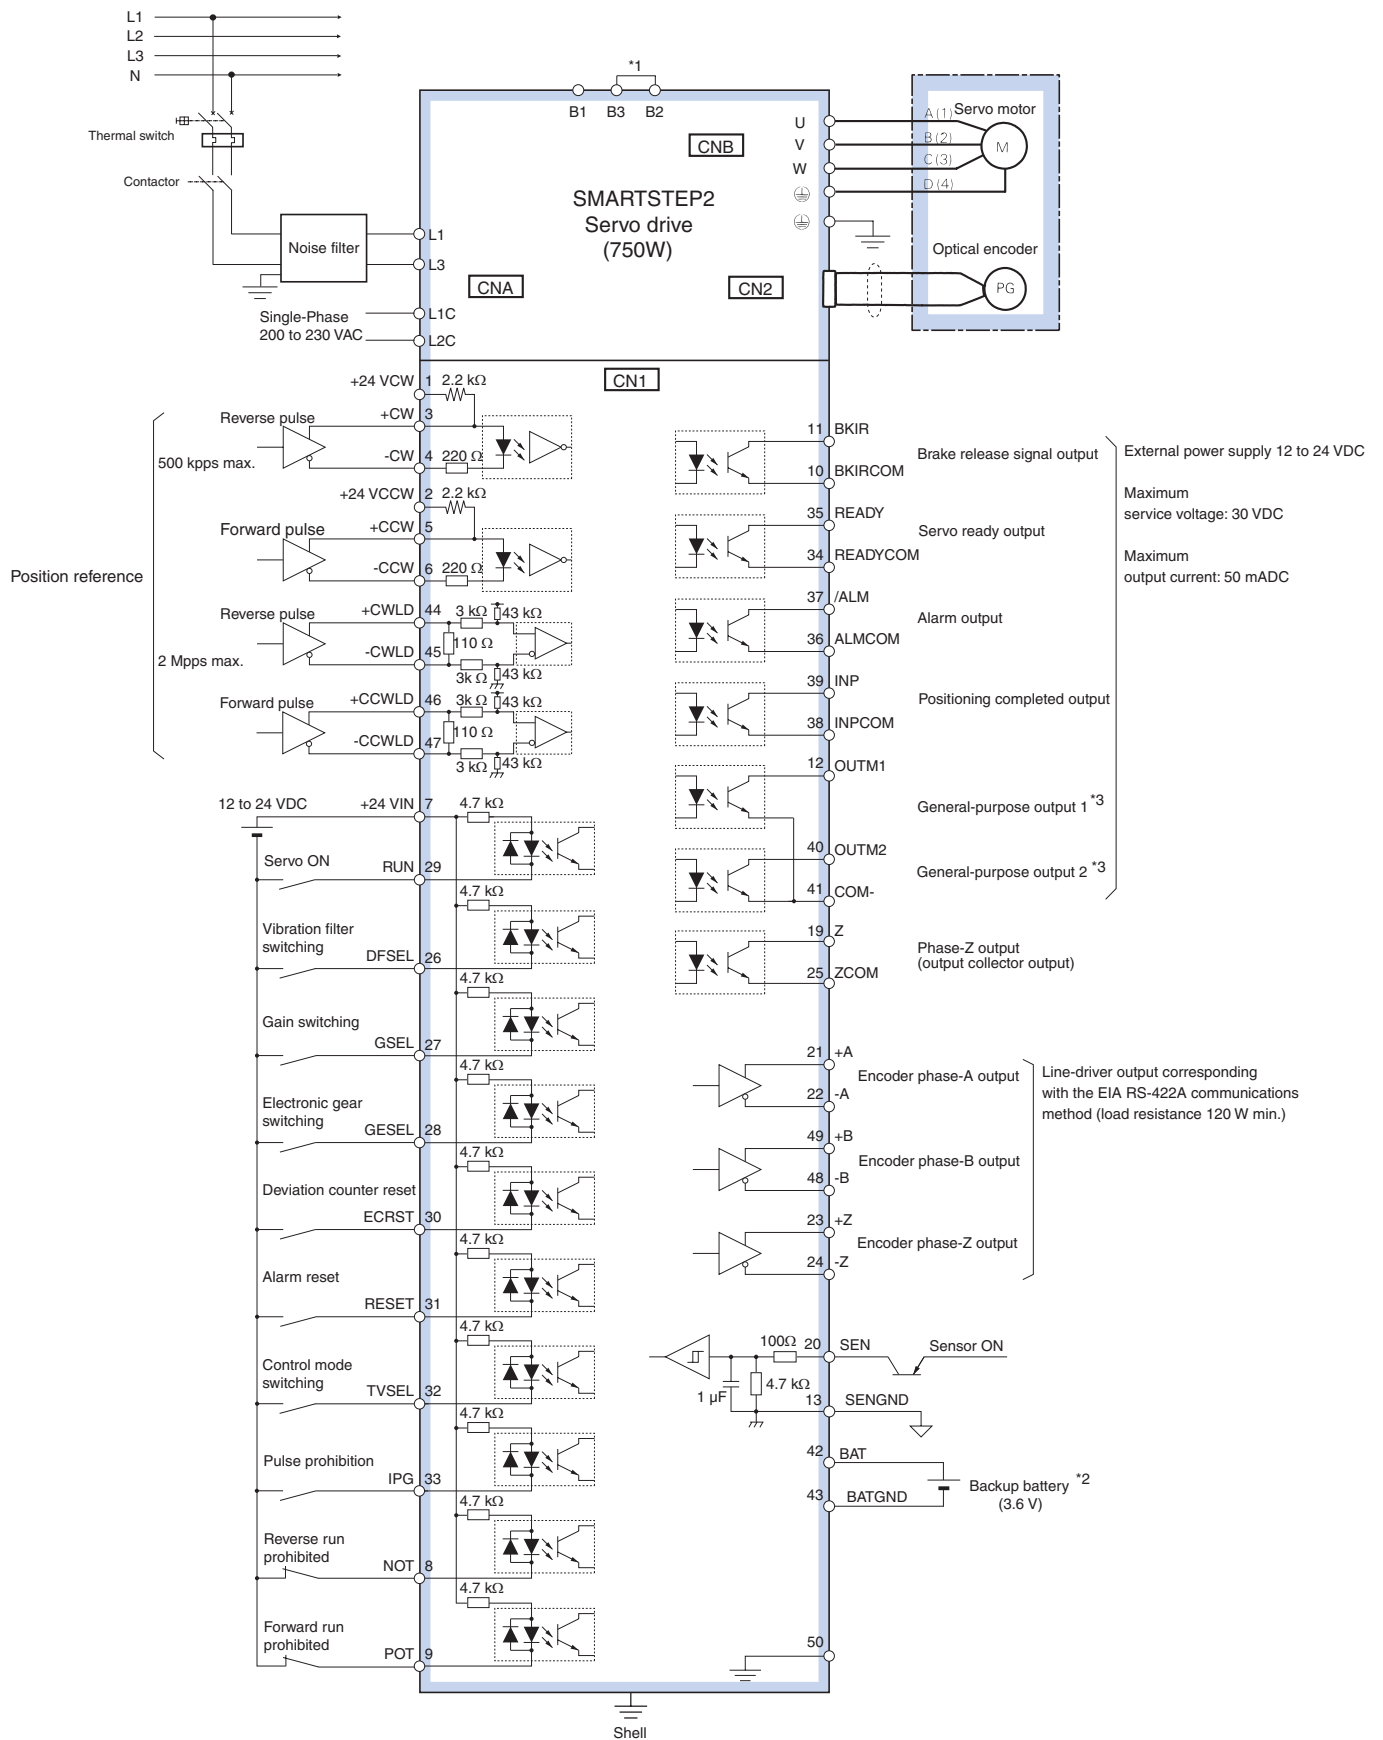 L1
L2
L3
N
Thermal switch
Contactor
Noise filter
L1
L3
Single-Phase
200 to 230 VAC
L1C
L2C
*1
B1 B3 B2
CNB
SMARTSTEP2
Servo drive
(750W)
CNA
CN2
U
V
W
A (1)
B (2)
C (3)
D (4)
Servo motor
M
Optical encoder
PG
CN1
Position reference
500 kpps max.
2 Mpps max.
+24 VCW 1 2.2 kΩ
Reverse pulse
+CW 3
-CW 4 220 Ω
+24 VCCW 2 2.2 kΩ
Forward pulse
+CCW 5
-CCW 6 220 Ω
Reverse pulse
+CWLD 44 3 kΩ 43 kΩ
110 Ω
-CWLD 45
3k Ω 43 kΩ
Forward pulse
+CCWLD 46 3k Ω 43 kΩ
110 Ω
-CCWLD 47
3 kΩ 43 kΩ
12 to 24 VDC
+24 VIN 7 4.7 kΩ
Servo ON
RUN 29
4.7 kΩ
Vibration filter
switching
DFSEL 26
4.7 kΩ
Gain switching
GSEL 27
4.7 kΩ
Electronic gear
switching
GESEL 28
4.7 kΩ
Deviation counter reset
ECRST 30
4.7 kΩ
Alarm reset
RESET 31
4.7 kΩ
Control mode
switching
TVSEL 32
4.7 kΩ
Pulse prohibition
IPG 33
4.7 kΩ
Reverse run
prohibited
NOT 8
4.7 kΩ
Forward run
prohibited
POT 9
11 BKIR
Brake release signal output
10 BKIRCOM
35 READY
Servo ready output
34 READYCOM
37 /ALM
Alarm output
36 ALMCOM
39 INP
Positioning completed output
38 INPCOM
12 OUTM1
General-purpose output 1 *3
40 OUTM2
General-purpose output 2 *3
41 COM-
External power supply 12 to 24 VDC
Maximum
service voltage: 30 VDC
Maximum
output current: 50 mADC
19 Z
Phase-Z output
(output collector output)
25 ZCOM
21 +A
Encoder phase-A output
22 -A
49 +B
Encoder phase-B output
48 -B
23 +Z
Encoder phase-Z output
24 -Z
Line-driver output corresponding
with the EIA RS-422A communications
method (load resistance 120 W min.)
100Ω 20 SEN
Sensor ON
1 μF
4.7 kΩ
13 SENGND
42 BAT
Backup battery *2
(3.6 V)
43 BATGND
50
Shell